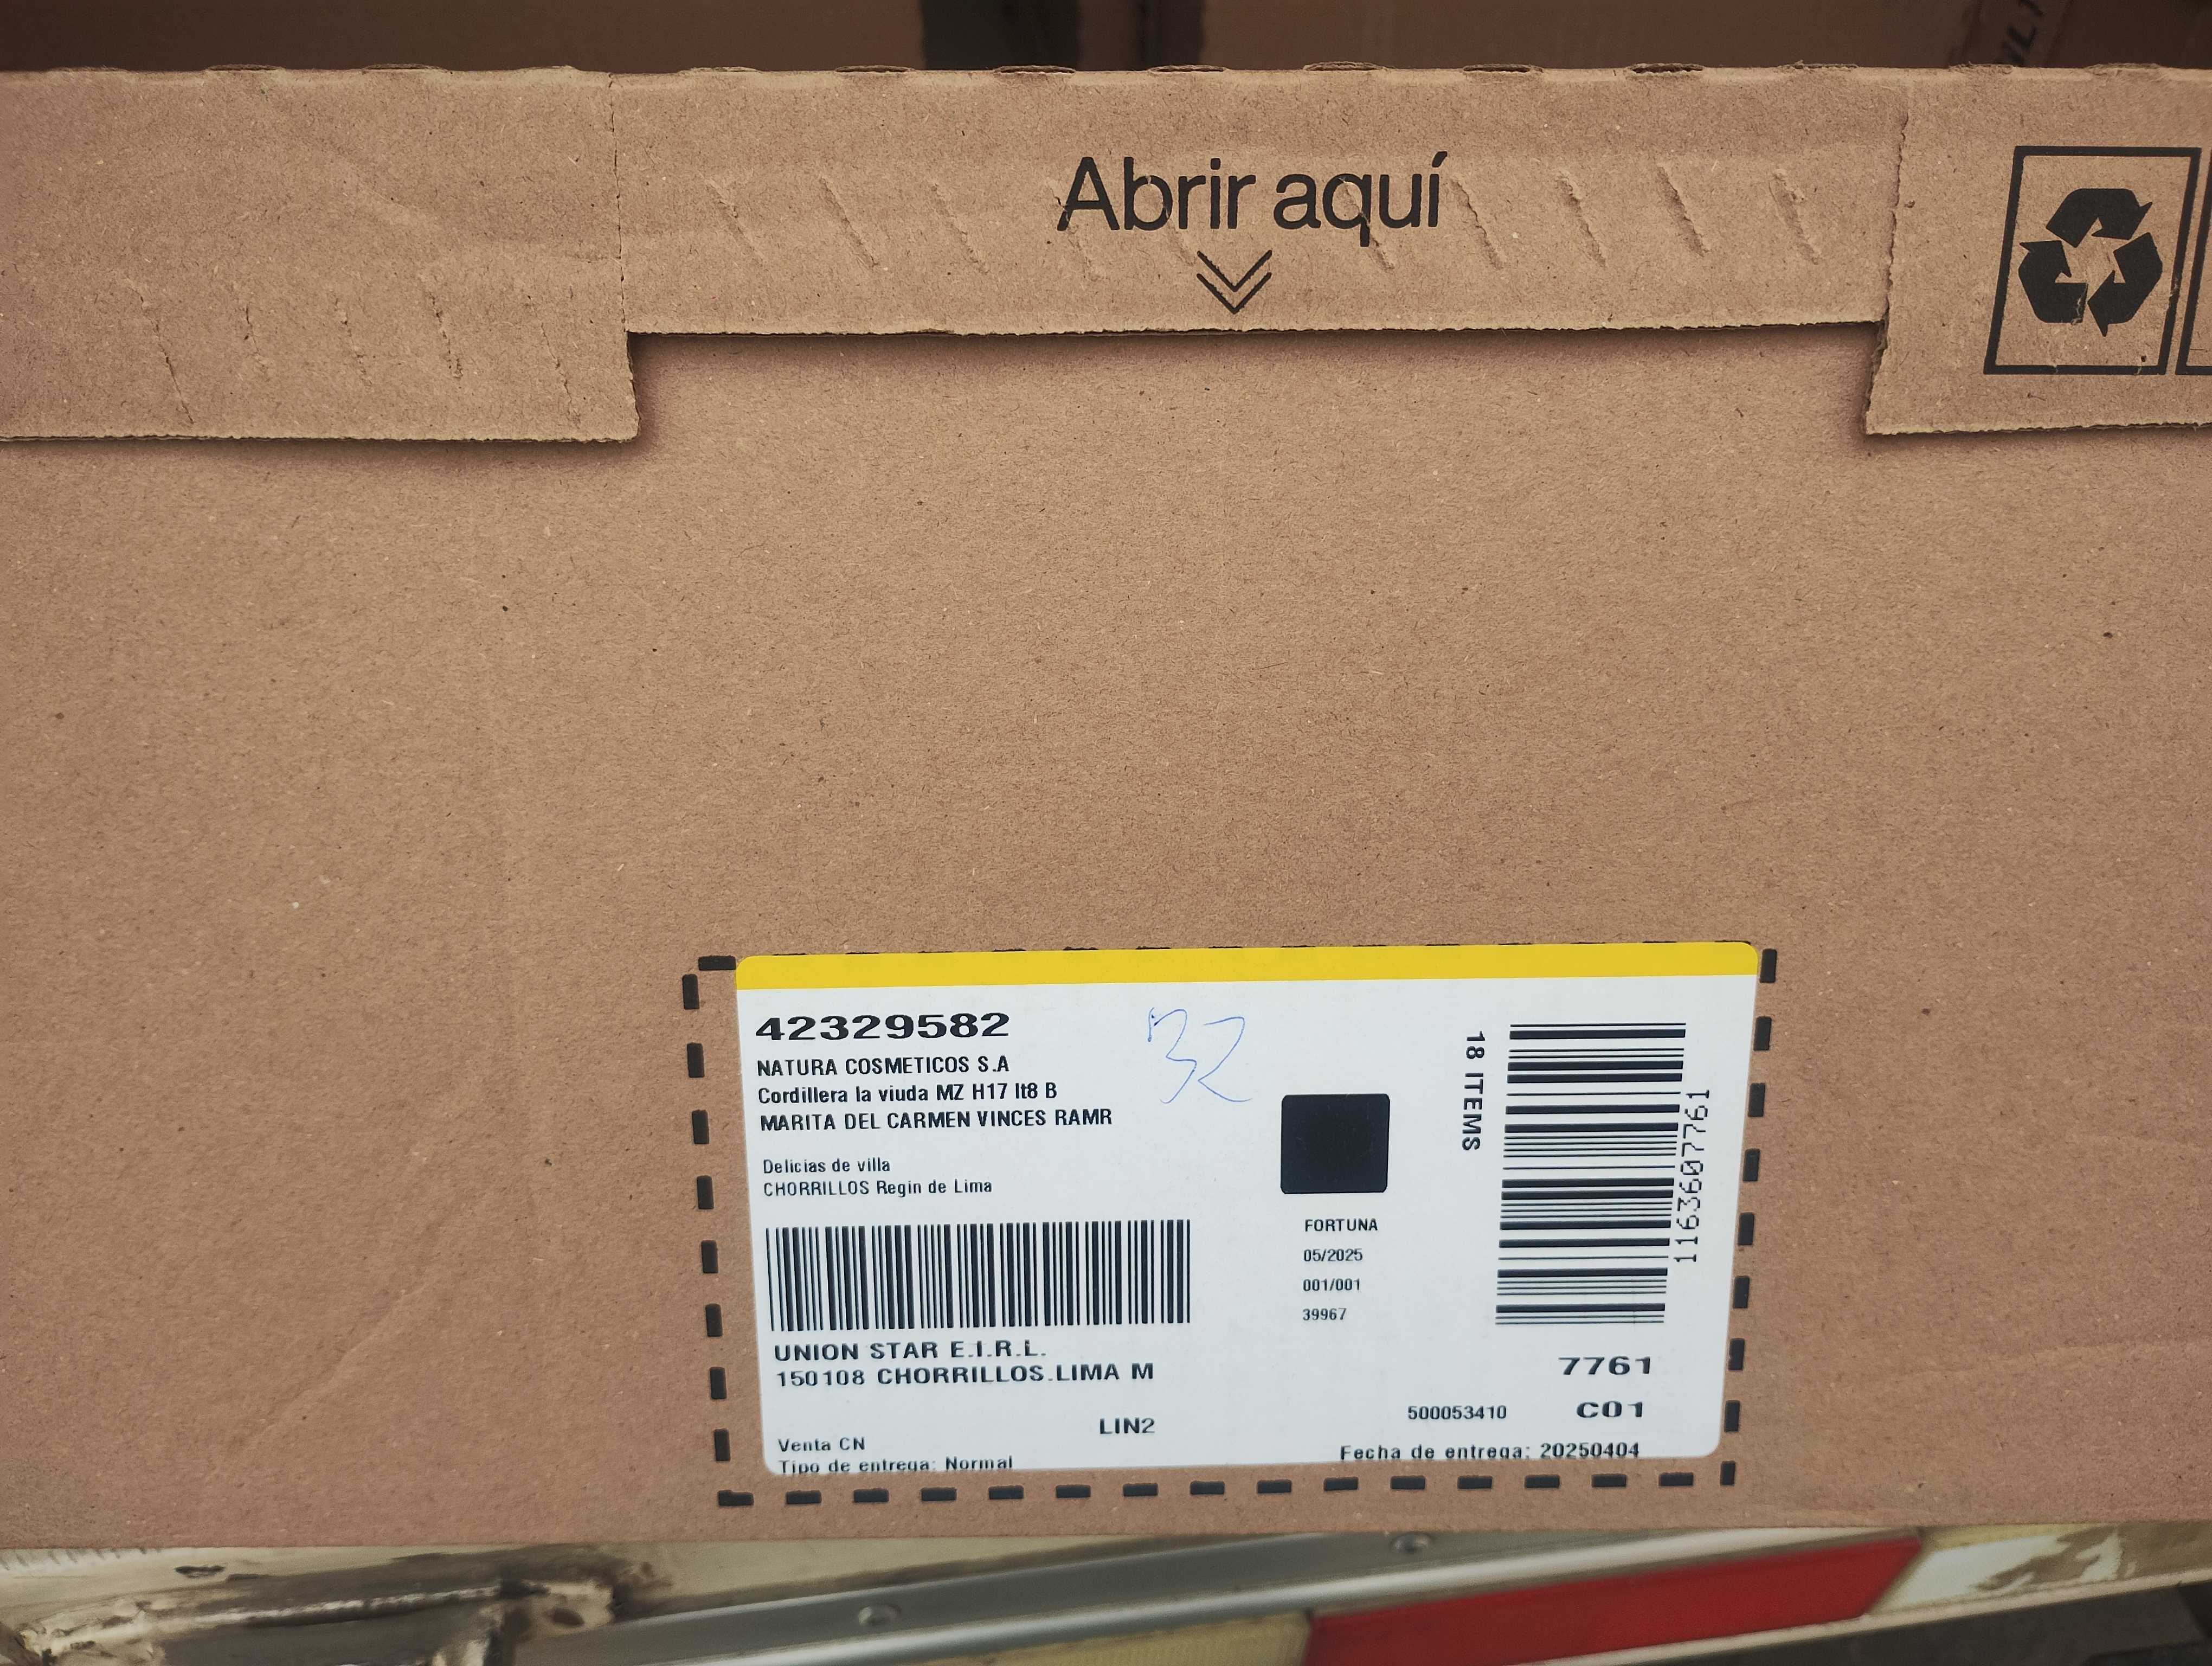 Abrir aquí
42329582
32
NATURA COSMETICOS S.A
Cordillera la viuda MZ H17 lt8 B
MARITA DEL CARMEN VINCES RAMR
Delicias de villa
CHORRILLOS Regin de Lima
UNION STAR E.I.R.L.
150108 CHORRILLOS.LIMA M
LIN2
Venta CN
Tipo de entrega: Normal
FORTUNA
05/2025
001/001
39967
18 ITEMS
1163607761
7761
500053410 C01
Fecha de entrega: 20250404